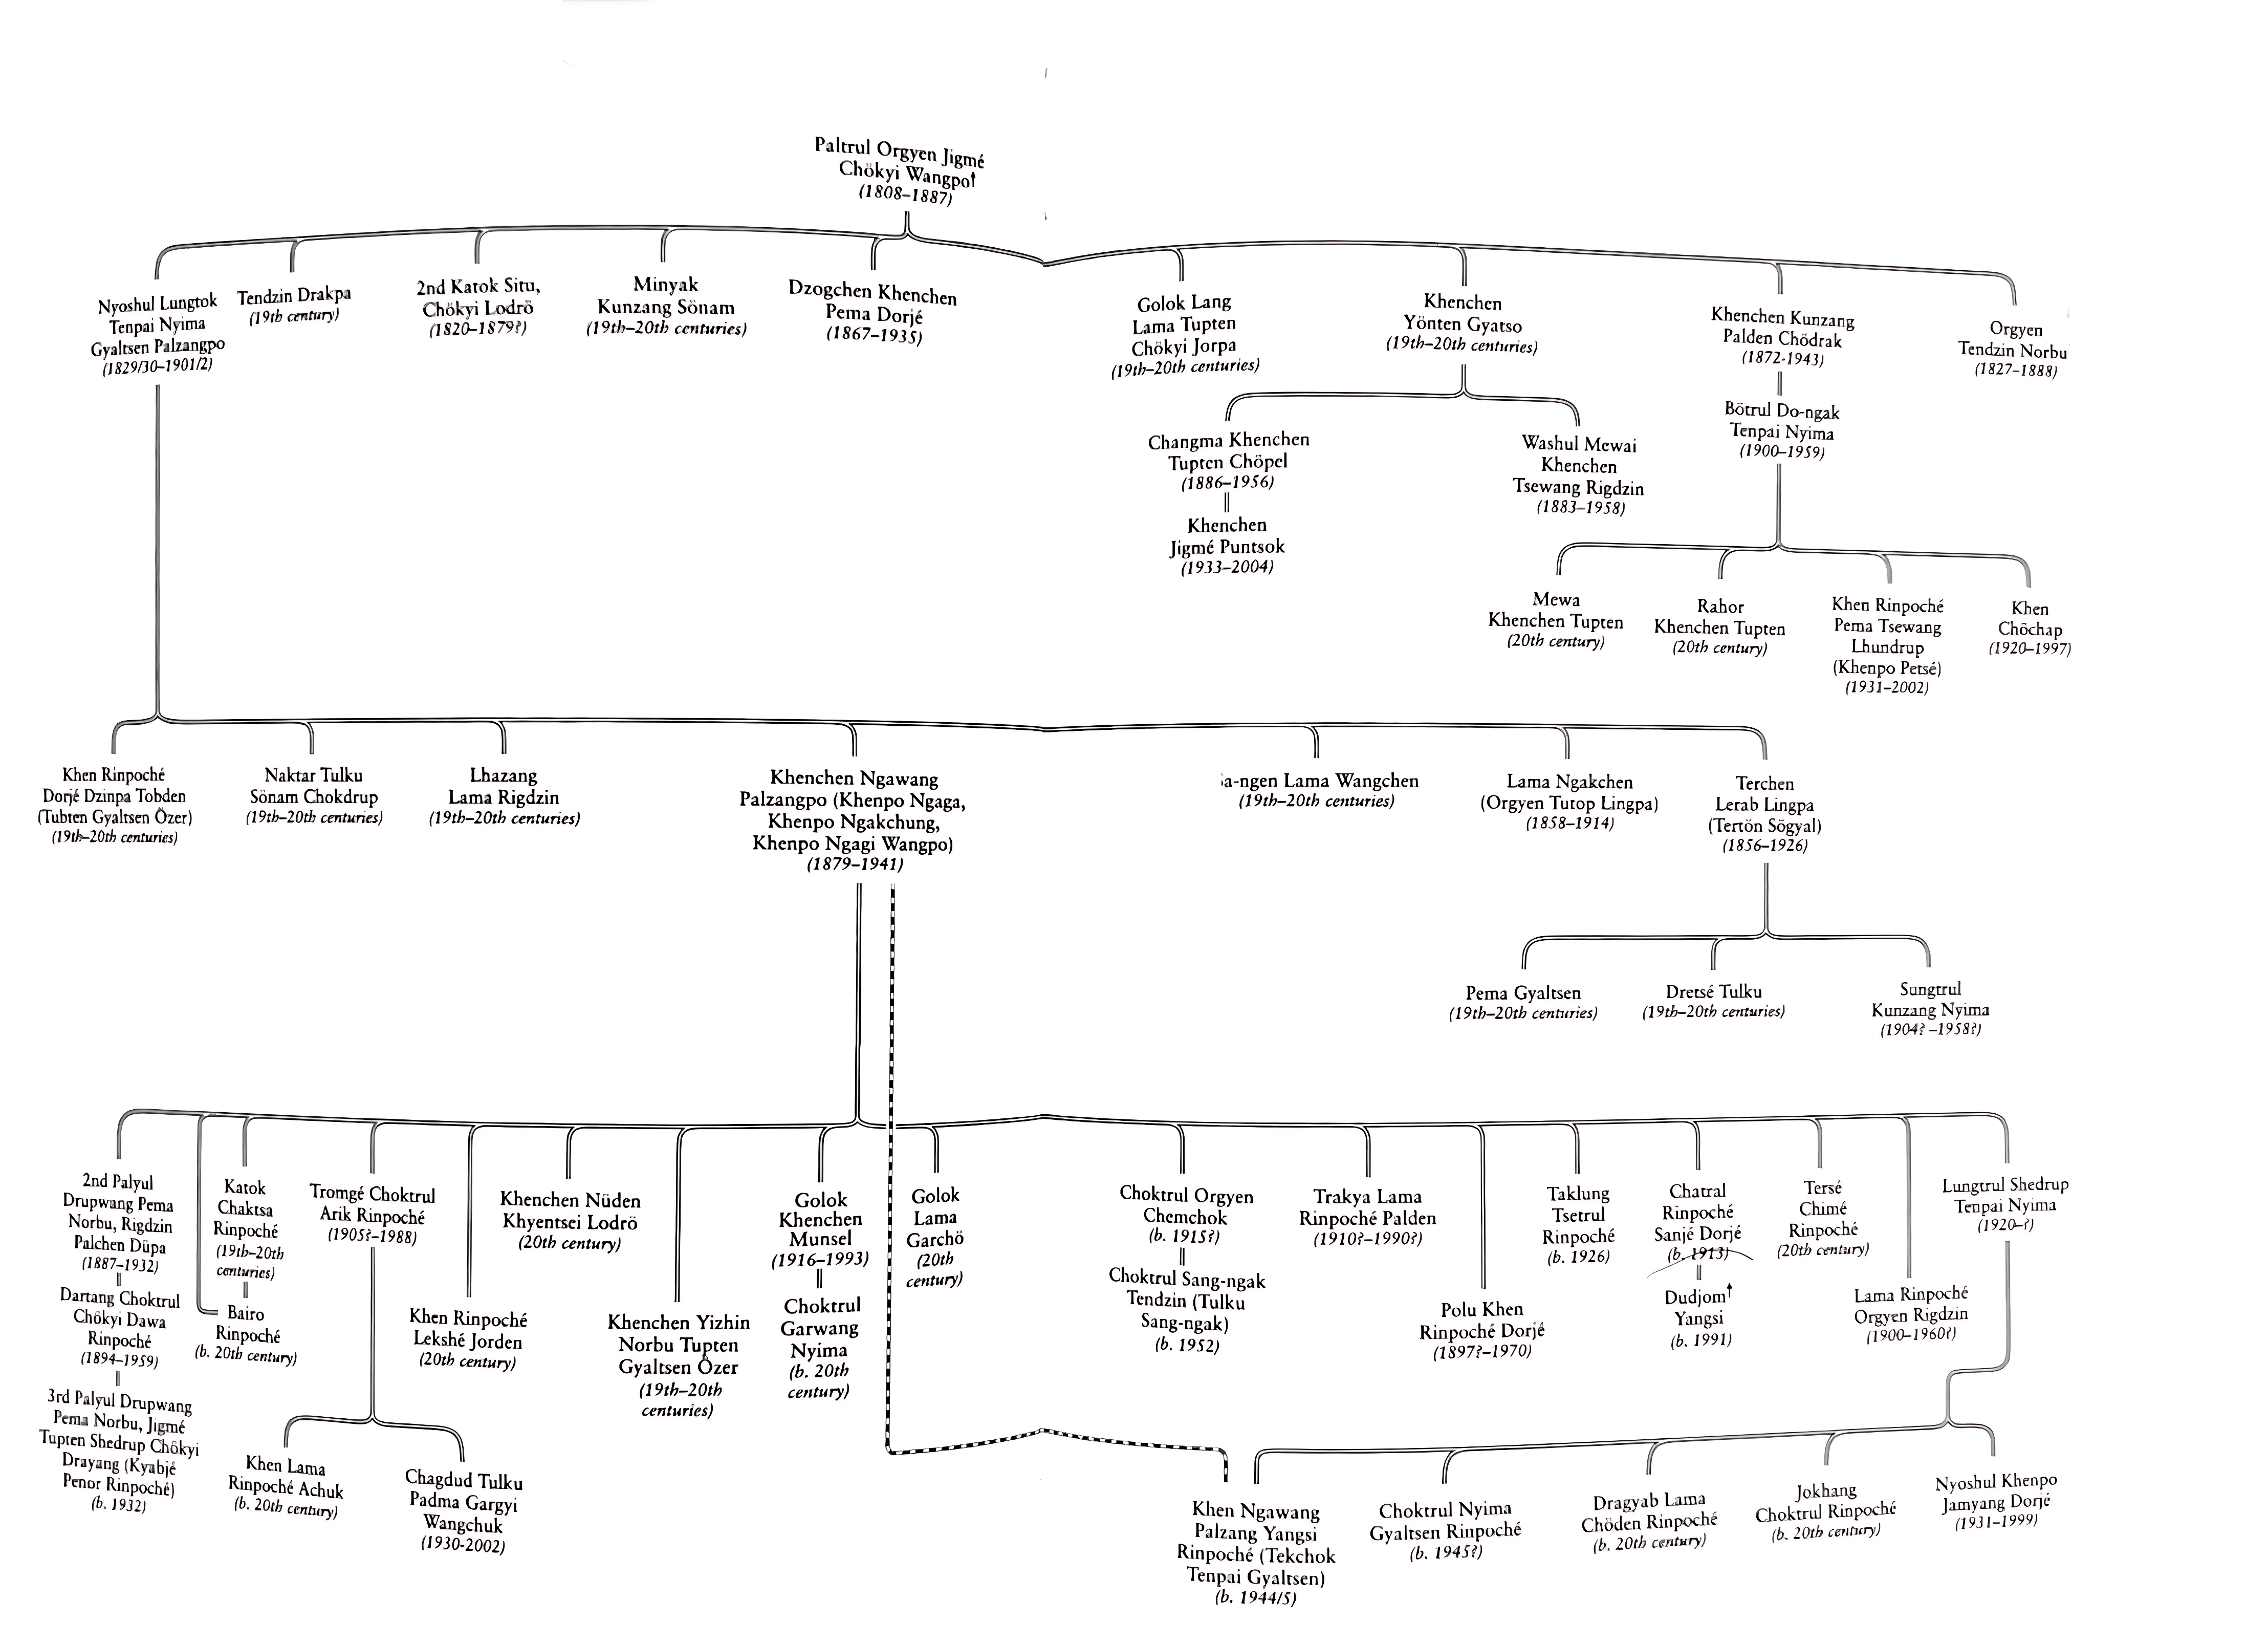 Paltrul Orgyen Jigmé
Chökyi Wangpo†
(1808–1887)
Nyoshul Lungtok
Tenpai Nyima
Gyaltsen Palzangpo
(1829/30–1901/2)
Tendzin Drakpa
(19th century)
2nd Katok Situ,
Chökyi Lodrö
(1820–1879?)
Minyak
Kunzang Sönam
(19th–20th centuries)
Dzogchen Khenchen
Pema Dorjé
(1867–1935)
Golok Lang
Lama Tupten
Chökyi Jorpa
(19th–20th centuries)
Khenchen
Yönten Gyatso
(19th–20th centuries)
Khenchen Kunzang
Palden Chödrak
(1872-1943)
Orgyen
Tendzin Norbu
(1827–1888)
Changma Khenchen
Tupten Chöpel
(1886–1956)
Khenchen
Jigmé Puntsok
(1933–2004)
Washul Mewai
Khenchen
Tsewang Rigdzin
(1883–1958)
Bötrul Do-ngak
Tenpai Nyima
(1900–1959)
Mewa
Khenchen Tupten
(20th century)
Rahor
Khenchen Tupten
(20th century)
Khen Rinpoché
Pema Tsewang
Lhundrup
(Khenpo Petsé)
(1931–2002)
Khen
Chöchap
(1920–1997)
Khen Rinpoché
Dorjé Dzinpa Tobden
(Tubten Gyaltsen Özer)
(19th–20th centuries)
Naktar Tulku
Sönam Chokdrup
(19th–20th centuries)
Lhazang
Lama Rigdzin
(19th–20th centuries)
Khenchen Ngawang
Palzangpo (Khenpo Ngaga,
Khenpo Ngakchung,
Khenpo Ngagi Wangpo)
(1879–1941)
a-ngen Lama Wangchen
(19th–20th centuries)
Lama Ngakchen
(Orgyen Tutop Lingpa)
(1858–1914)
Terchen
Lerab Lingpa
(Tertön Sögyal)
(1856–1926)
Pema Gyaltsen
(19th–20th centuries)
Dretsé Tulku
(19th–20th centuries)
Sungtrul
Kunzang Nyima
(1904? –1958?)
2nd Palyul
Drupwang Pema
Norbu, Rigdzin
Palchen Düpa
(1887–1932)
Dartang Choktrul
Chökyi Dawa
Rinpoché
(1894–1959)
3rd Palyul Drupwang
Pema Norbu, Jigmé
Tupten Shedrup Chökyi
Drayang (Kyabjé
Penor Rinpoché)
(b. 1932)
Katok
Chaktsa
Rinpoché
(19th–20th
centuries)
Bairo
Rinpoché
(b. 20th century)
Tromgé Choktrul
Arik Rinpoché
(1905?–1988)
Khen Lama
Rinpoché Achuk
(b. 20th century)
Chagdud Tulku
Padma Gargyi
Wangchuk
(1930-2002)
Khen Rinpoché
Lekshé Jorden
(20th century)
Khenchen Nüden
Khyentsei Lodrö
(20th century)
Khenchen Yizhin
Norbu Tupten
Gyaltsen Özer
(19th–20th
centuries)
Golok
Khenchen
Munsel
(1916–1993)
Choktrul
Garwang
Nyima
(b. 20th
century)
Golok
Lama
Garchö
(20th
century)
Choktrul Orgyen
Chemchok
(b. 1915?)
Choktrul Sang-ngak
Tendzin (Tulku
Sang-ngak)
(b. 1952)
Trakya Lama
Rinpoché Palden
(1910?–1990?)
Polu Khen
Rinpoché Dorjé
(1897?–1970)
Taklung
Tsetrul
Rinpoché
(b. 1926)
Chatral
Rinpoché
Sanjé Dorjé
(b. 1913)
Dudjom†
Yangsi
(b. 1991)
Tersé
Chimé
Rinpoché
(20th century)
Lama Rinpoché
Orgyen Rigdzin
(1900–1960?)
Lungtrul Shedrup
Tenpai Nyima
(1920–?)
Khen Ngawang
Palzang Yangsi
Rinpoché (Tekchok
Tenpai Gyaltsen)
(b. 1944/5)
Choktrul Nyima
Gyaltsen Rinpoché
(b. 1945?)
Dragyab Lama
Chöden Rinpoché
(b. 20th century)
Jokhang
Choktrul Rinpoché
(b. 20th century)
Nyoshul Khenpo
Jamyang Dorjé
(1931–1999)